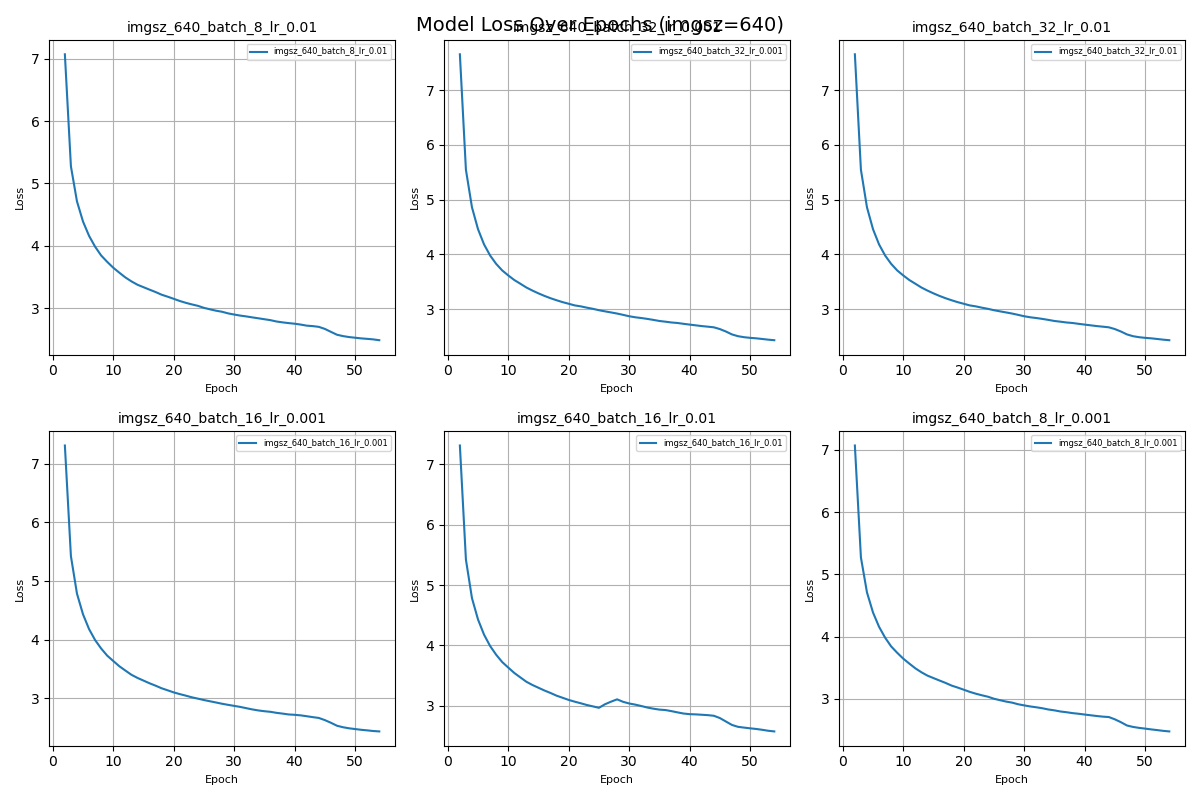 Model Loss Over Epochs (imgsz=640)
imgsz_640_batch_8_lr_0.01
imgsz_640_batch_32_lr_0.001
imgsz_640_batch_32_lr_0.01
imgsz_640_batch_8_lr_0.01
7
6
5
4
3
Loss
0 10 20 30 40 50
Epoch
imgsz_640_batch_32_lr_0.001
7
6
5
4
3
Loss
0 10 20 30 40 50
Epoch
imgsz_640_batch_32_lr_0.01
7
6
5
4
3
Loss
0 10 20 30 40 50
Epoch
imgsz_640_batch_16_lr_0.001
imgsz_640_batch_16_lr_0.001
7
6
5
4
3
Loss
0 10 20 30 40 50
Epoch
imgsz_640_batch_16_lr_0.01
imgsz_640_batch_16_lr_0.01
7
6
5
4
3
Loss
0 10 20 30 40 50
Epoch
imgsz_640_batch_8_lr_0.001
imgsz_640_batch_8_lr_0.001
7
6
5
4
3
Loss
0 10 20 30 40 50
Epoch